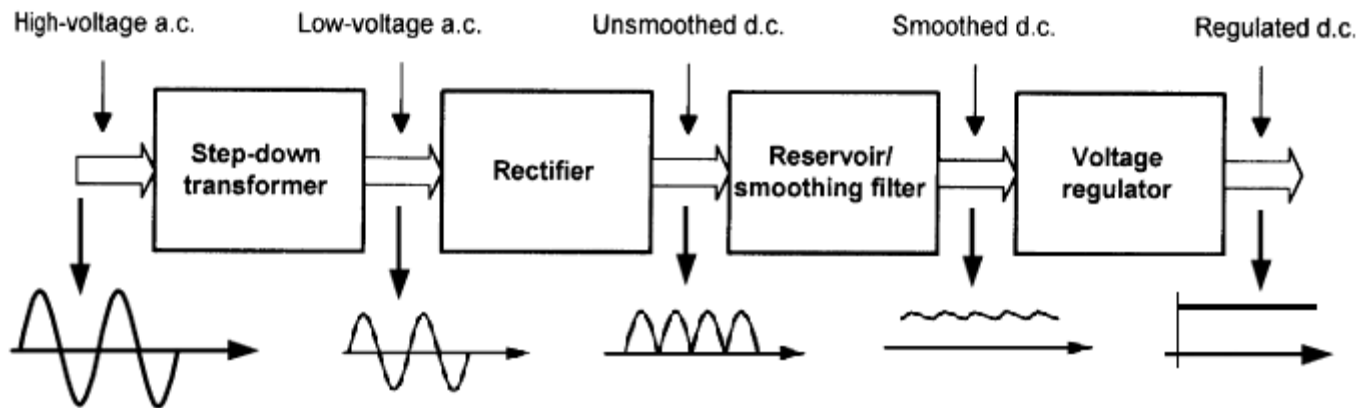 High-voltage a.c.
Low-voltage a.c.
Unsmoothed d.c.
Smoothed d.c.
Regulated d.c.
Step-down
transformer
Rectifier
Reservoir/
smoothing filter
Voltage
regulator